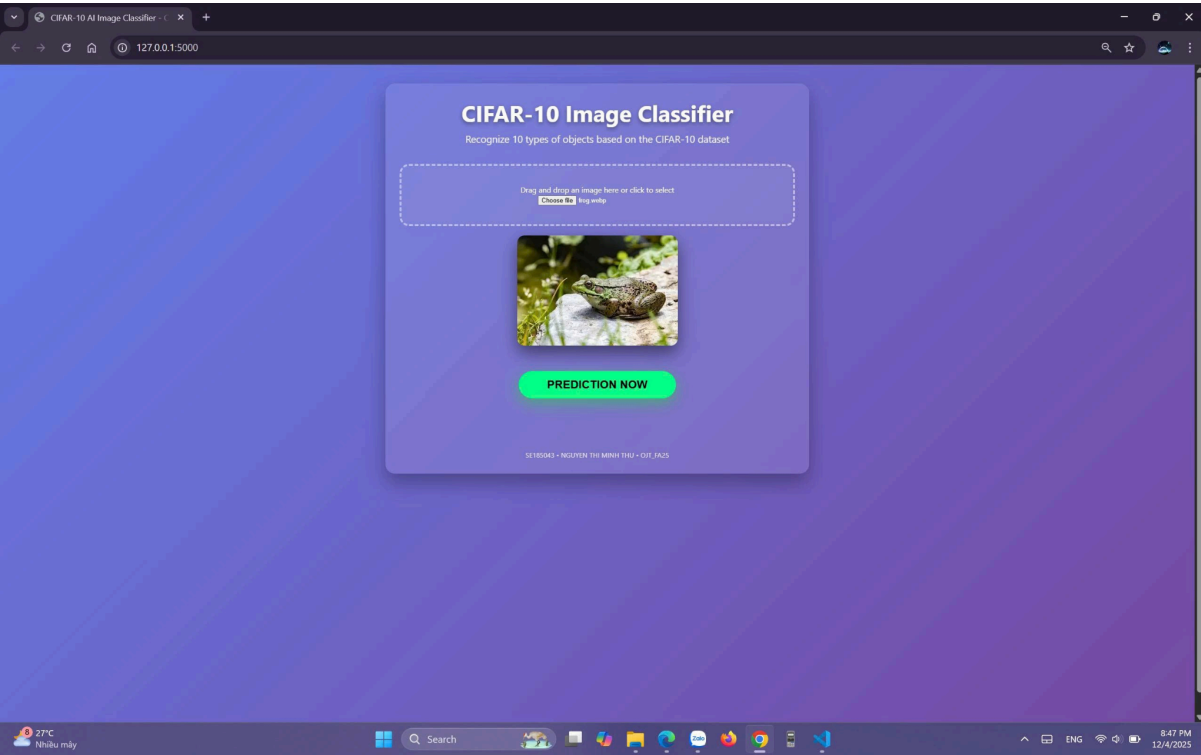 CIFAR-10 AI Image Classifier - C
127.0.0.1:5000
CIFAR-10 Image Classifier
Recognize 10 types of objects based on the CIFAR-10 dataset
Drag and drop an image here or click to select
Choose file frog.webp
PREDICTION NOW
SE185043 • NGUYEN THI MINH THU • OJT_FA25
8
27°C
Nhiều mây
Search
Zalo
ENG
8:47 PM
12/4/2025